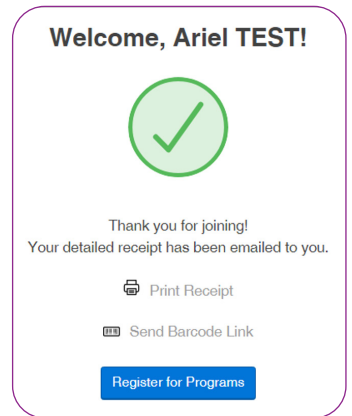 Welcome, Ariel TEST!
Thank you for joining!
Your detailed receipt has been emailed to you.
Print Receipt
Send Barcode Link
Register for Programs